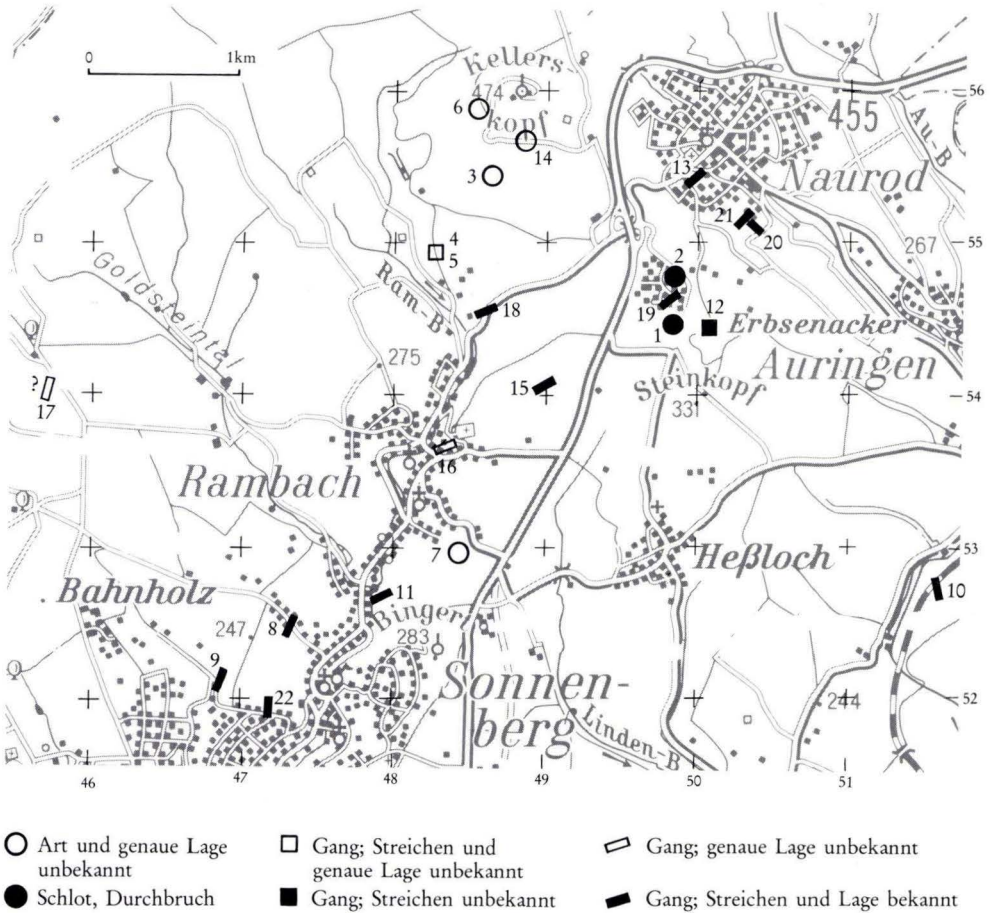 0 1km
Kellers-
474
kopf
6
14
3
56
455
Au-B
Naurod
13
21
20
4
5
55
267
Goldsteintal
Ram-B
2
18
19
12
1
Erbsenacker
Auringen
275
15
Steinkopf
331
54
?
17
16
Rambach
7
53
Heßloch
Bahnholz
11
10
Binger
247
8
283
9
22
Sonnen-
berg
52
244
Linden-B
46 47 48 49 50 51
Art und genaue Lage
unbekannt
Schlot, Durchbruch
Gang; Streichen und
genaue Lage unbekannt
Gang; Streichen unbekannt
Gang; genaue Lage unbekannt
Gang; Streichen und Lage bekannt